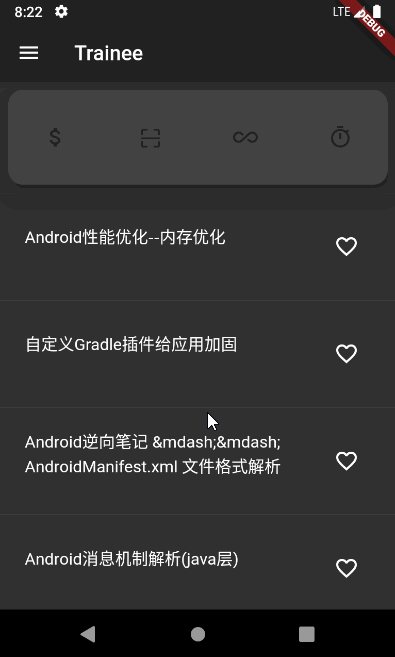 8:22
LTE
DEBUG
Trainee
$
Android性能优化--内存优化
自定义Gradle插件给应用加固
Android逆向笔记 &mdash;&mdash;
AndroidManifest.xml 文件格式解析
Android消息机制解析(java层)